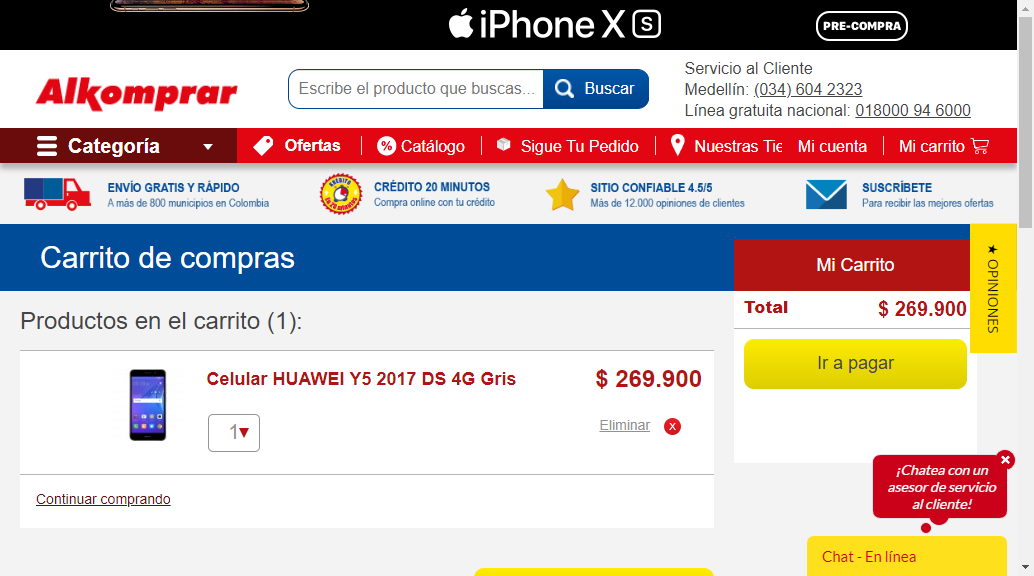 iPhone X S
PRE-COMPRA
Alkomprar
Escribe el producto que buscas...
Buscar
Servicio al Cliente
Medellín: (034) 604 2323
Línea gratuita nacional: 018000 94 6000
Categoría
Ofertas
% Catálogo
Sigue Tu Pedido
Nuestras Tie
Mi cuenta
Mi carrito
ENVÍO GRATIS Y RÁPIDO
A más de 800 municipios en Colombia
CRÉDITO 20 MINUTOS
Compra online con tu crédito
SITIO CONFIABLE 4.5/5
Más de 12.000 opiniones de clientes
SUSCRÍBETE
Para recibir las mejores ofertas
Carrito de compras
Mi Carrito
★ OPINIONES
Total $ 269.900
Ir a pagar
Productos en el carrito (1):
Celular HUAWEI Y5 2017 DS 4G Gris
$ 269.900
1
Eliminar x
Continuar comprando
¡Chatea con un
asesor de servicio
al cliente!
Chat - En línea